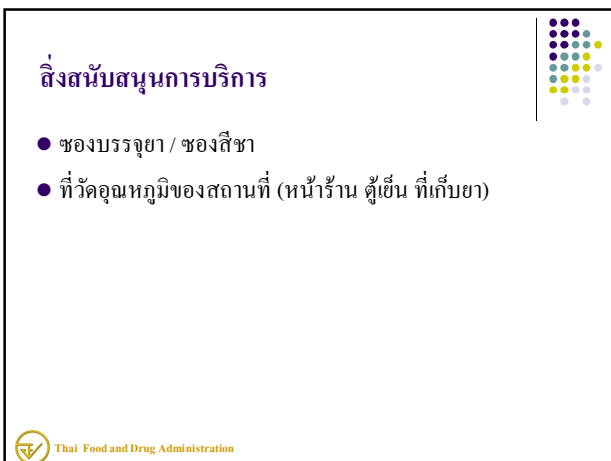 สิ่งสนับสนุนการบริการ
ซองบรรจุยา / ซองสีชา
ที่วัดอุณหภูมิของสถานที่ (หน้าร้าน ตู้เย็น ที่เก็บยา)
Thai Food and Drug Administration